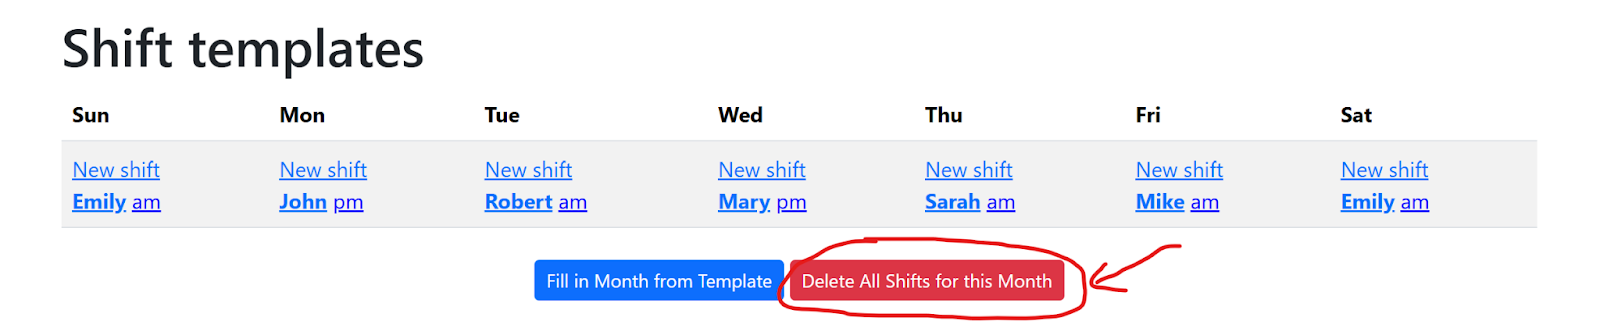 Shift templates
Sun Mon Tue Wed Thu Fri Sat
New shift New shift New shift New shift New shift New shift New shift
Emily am John pm Robert am Mary pm Sarah am Mike am Emily am
Fill in Month from Template Delete All Shifts for this Month